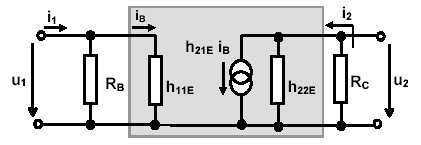 i1
iB
h21E iB
i2
u1
RB
h11E
h22E
RC
u2